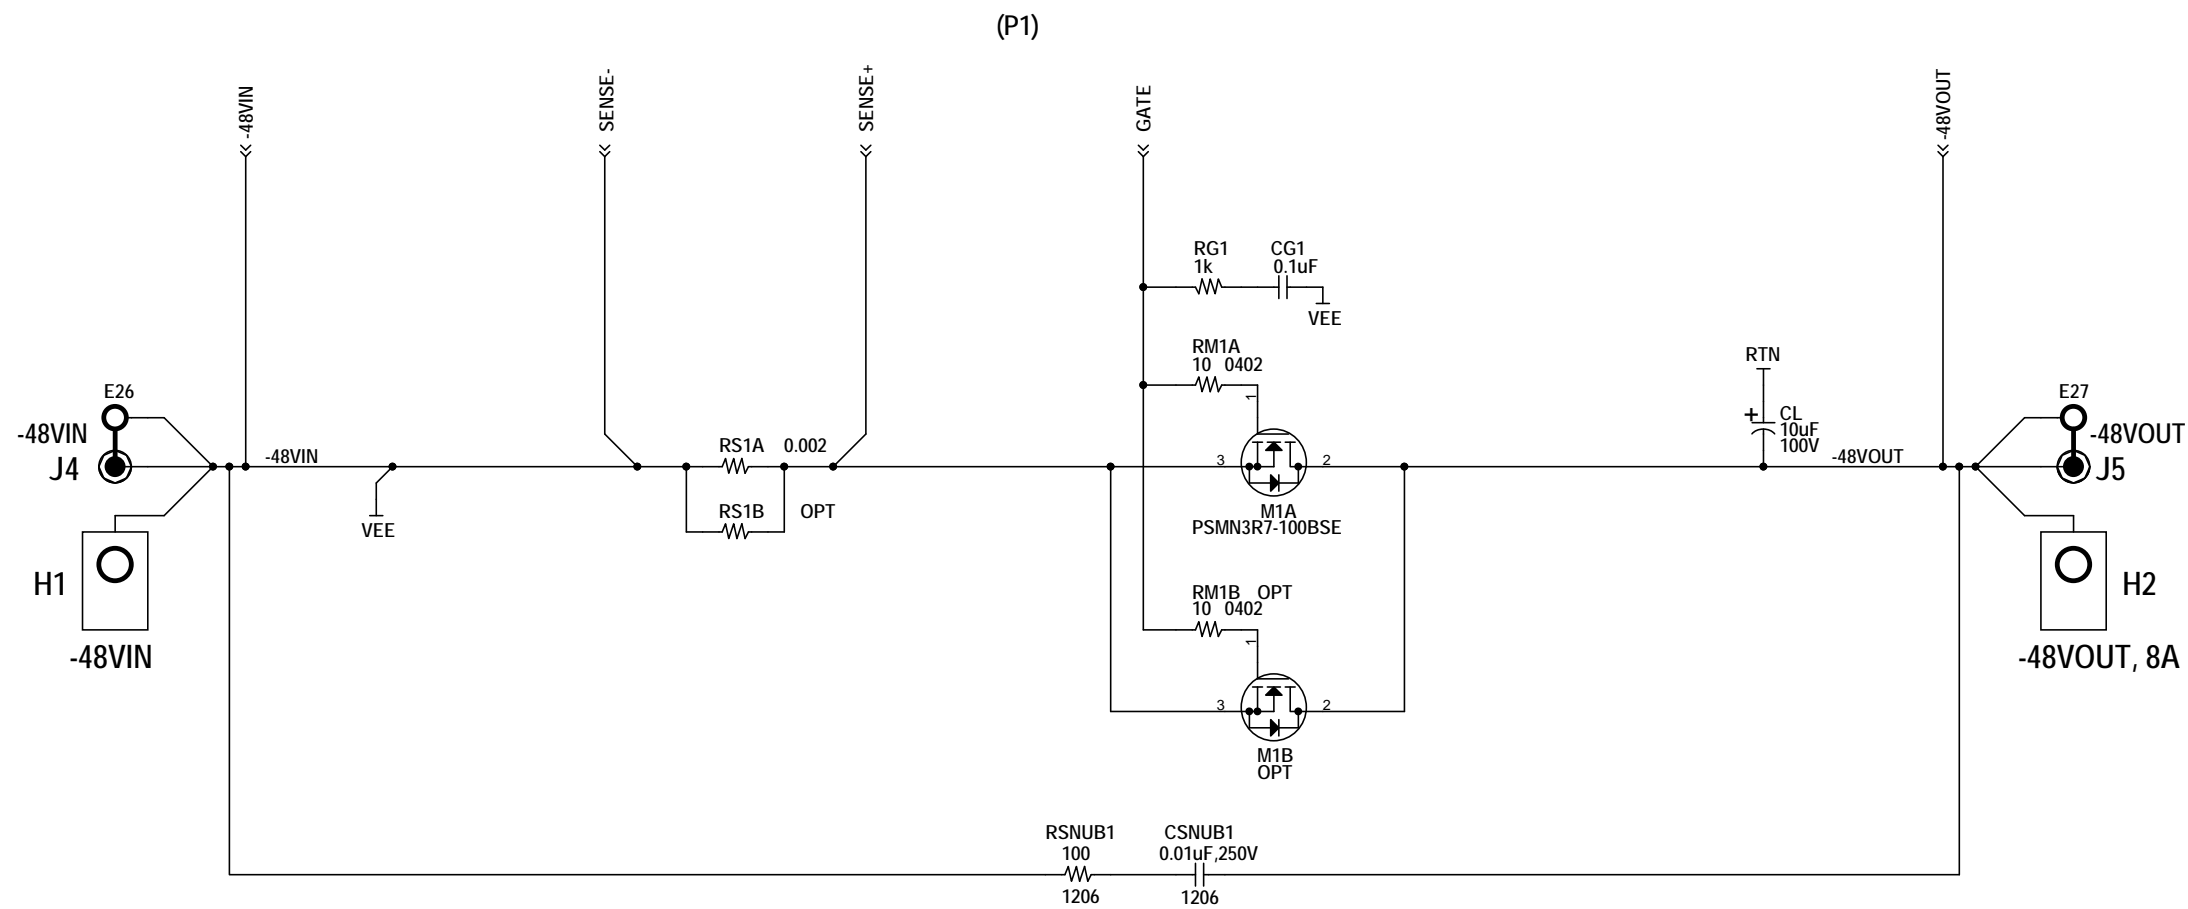 (P1)
-48VIN
SENSE-
SENSE+
GATE
-48VOUT
RG1
1k
CG1
0.1uF
VEE
RM1A
10 0402
1
RTN
CL
10uF
100V
E26
-48VIN
J4
-48VIN
VEE
RS1A 0.002
RS1B OPT
3
2
M1A
PSMN3R7-100BSE
-48VOUT
E27
-48VOUT
J5
H1
-48VIN
RM1B OPT
10 0402
1
3
2
M1B
OPT
H2
-48VOUT, 8A
RSNUB1
100
1206
CSNUB1
0.01uF,250V
1206